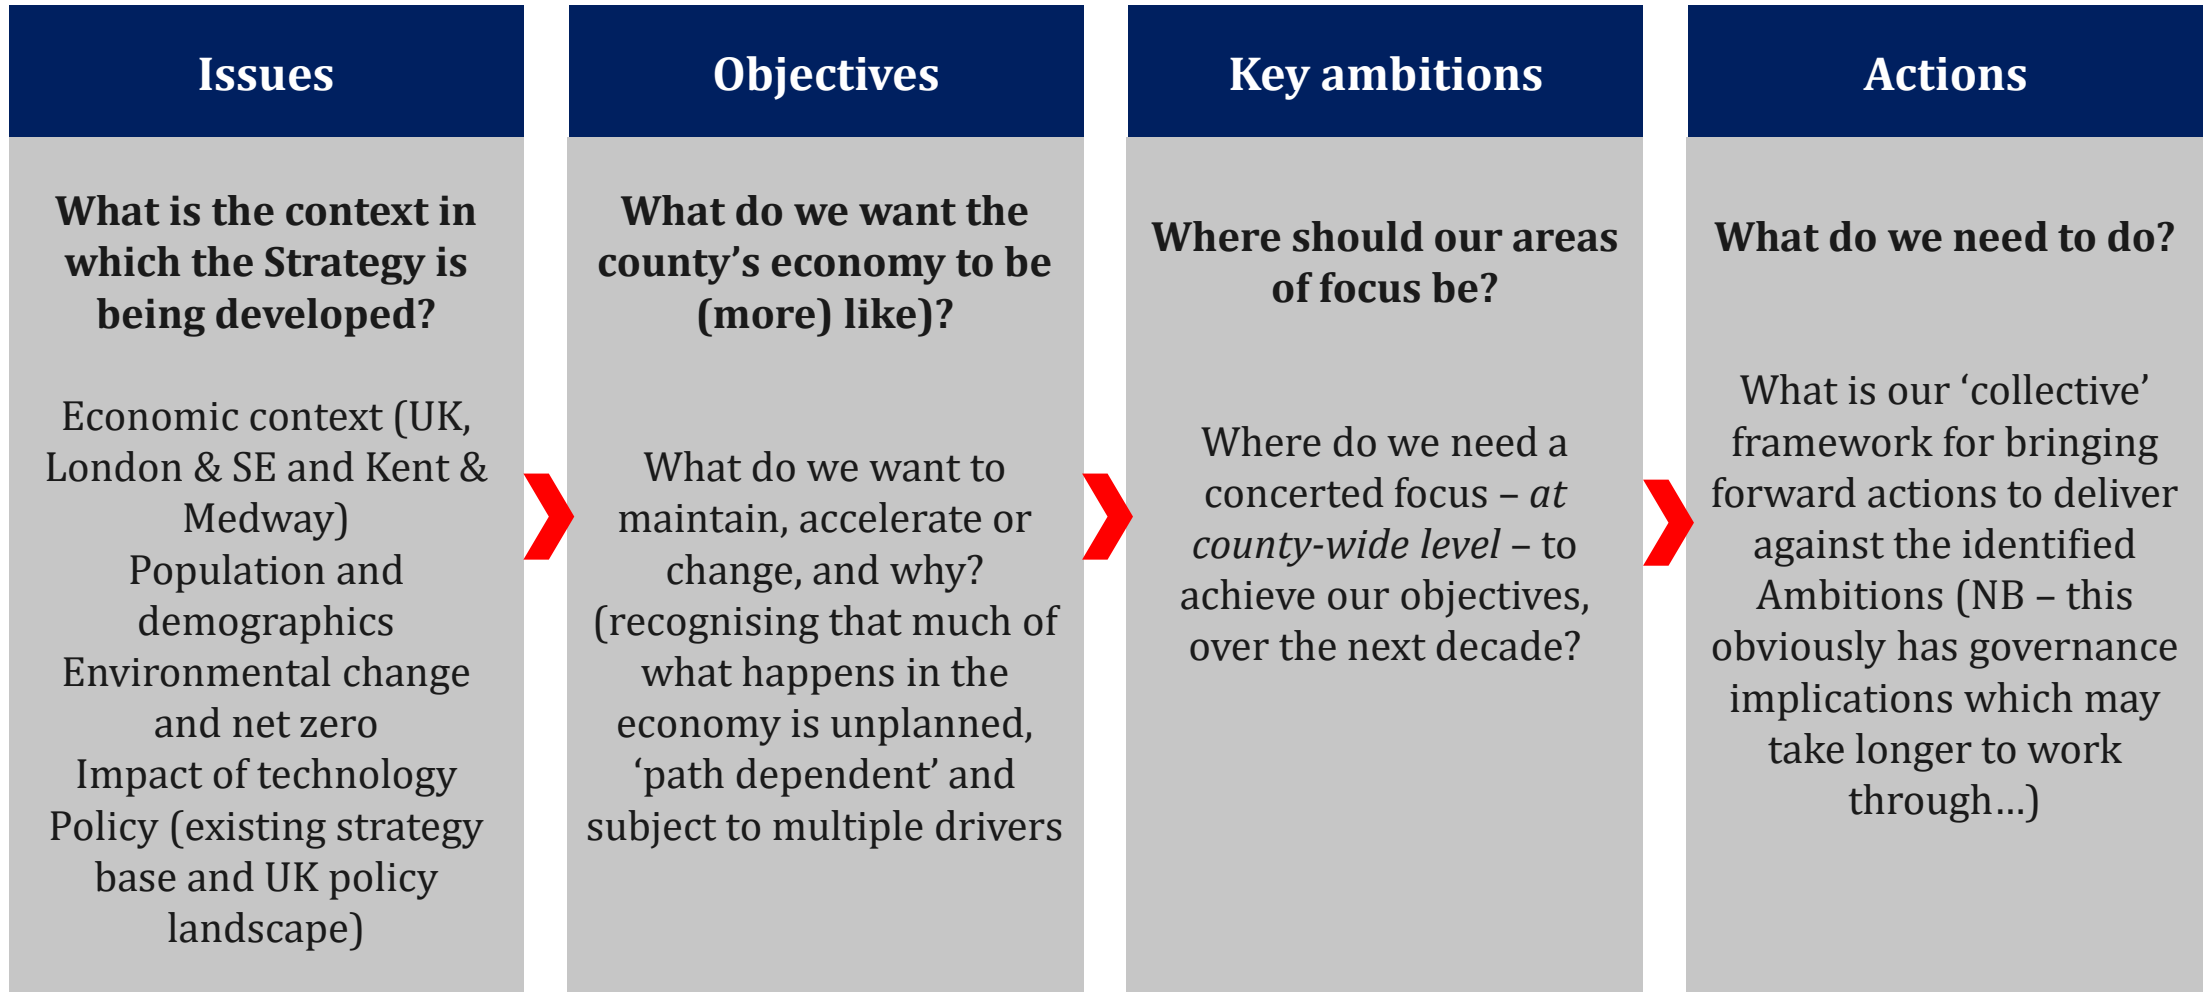 Issues
What is the context in
which the Strategy is
being developed?
Economic context (UK,
London & SE and Kent &
Medway)
Population and
demographics
Environmental change
and net zero
Impact of technology
Policy (existing strategy
base and UK policy
landscape)
Objectives
What do we want the
county’s economy to be
(more) like)?
What do we want to
maintain, accelerate or
change, and why?
(recognising that much of
what happens in the
economy is unplanned,
‘path dependent’ and
subject to multiple drivers
Key ambitions
Where should our areas
of focus be?
Where do we need a
concerted focus – at
county-wide level – to
achieve our objectives,
over the next decade?
Actions
What do we need to do?
What is our ‘collective’
framework for bringing
forward actions to deliver
against the identified
Ambitions (NB – this
obviously has governance
implications which may
take longer to work
through…)